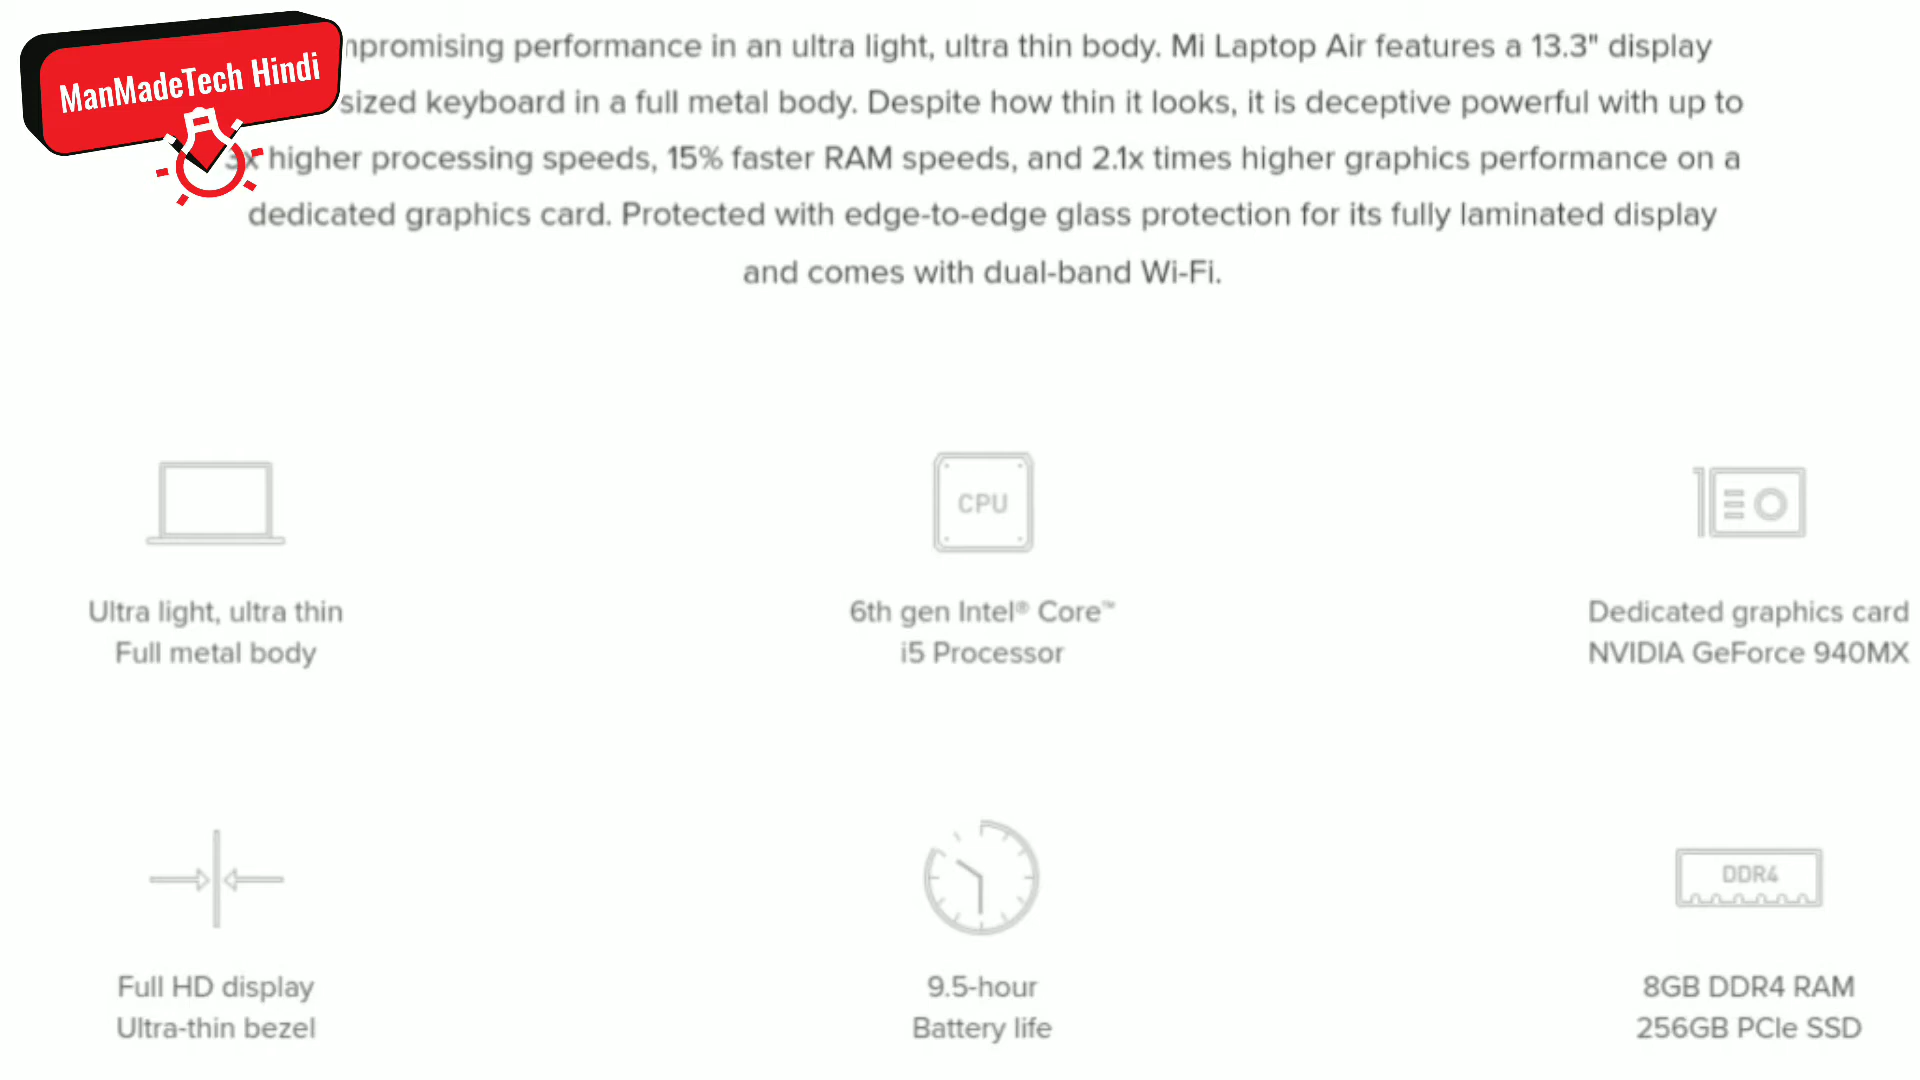 ManMadeTech Hindi
promising performance in an ultra light, ultra thin body. Mi Laptop Air features a 13.3" display
sized keyboard in a full metal body. Despite how thin it looks, it is deceptive powerful with up to
3x higher processing speeds, 15% faster RAM speeds, and 2.1x times higher graphics performance on a
dedicated graphics card. Protected with edge-to-edge glass protection for its fully laminated display
and comes with dual-band Wi-Fi.
CPU
Ultra light, ultra thin
Full metal body
6th gen Intel® Core™
i5 Processor
Dedicated graphics card
NVIDIA GeForce 940MX
DDR4
Full HD display
Ultra-thin bezel
9.5-hour
Battery life
8GB DDR4 RAM
256GB PCIe SSD